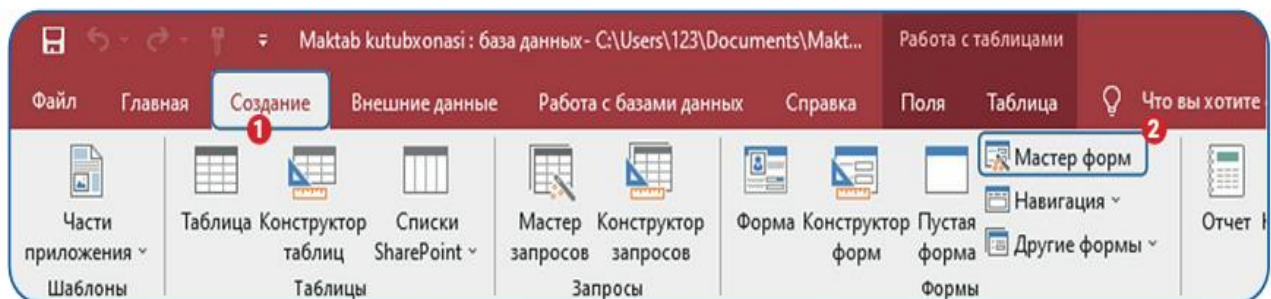 Maktab kutubxonasi : база данных- C:\Users\123\Documents\Makt...
Работа с таблицами
Файл Главная Создание Внешние данные Работа с базами данных Справка Поля Таблица Что вы хотите
1
2
Части приложения
Таблица
Конструктор таблиц
Списки SharePoint
Мастер запросов
Конструктор запросов
Форма
Конструктор форм
Пустая форма
Мастер форм
Навигация
Другие формы
Отчет
Шаблоны Таблицы Запросы Формы